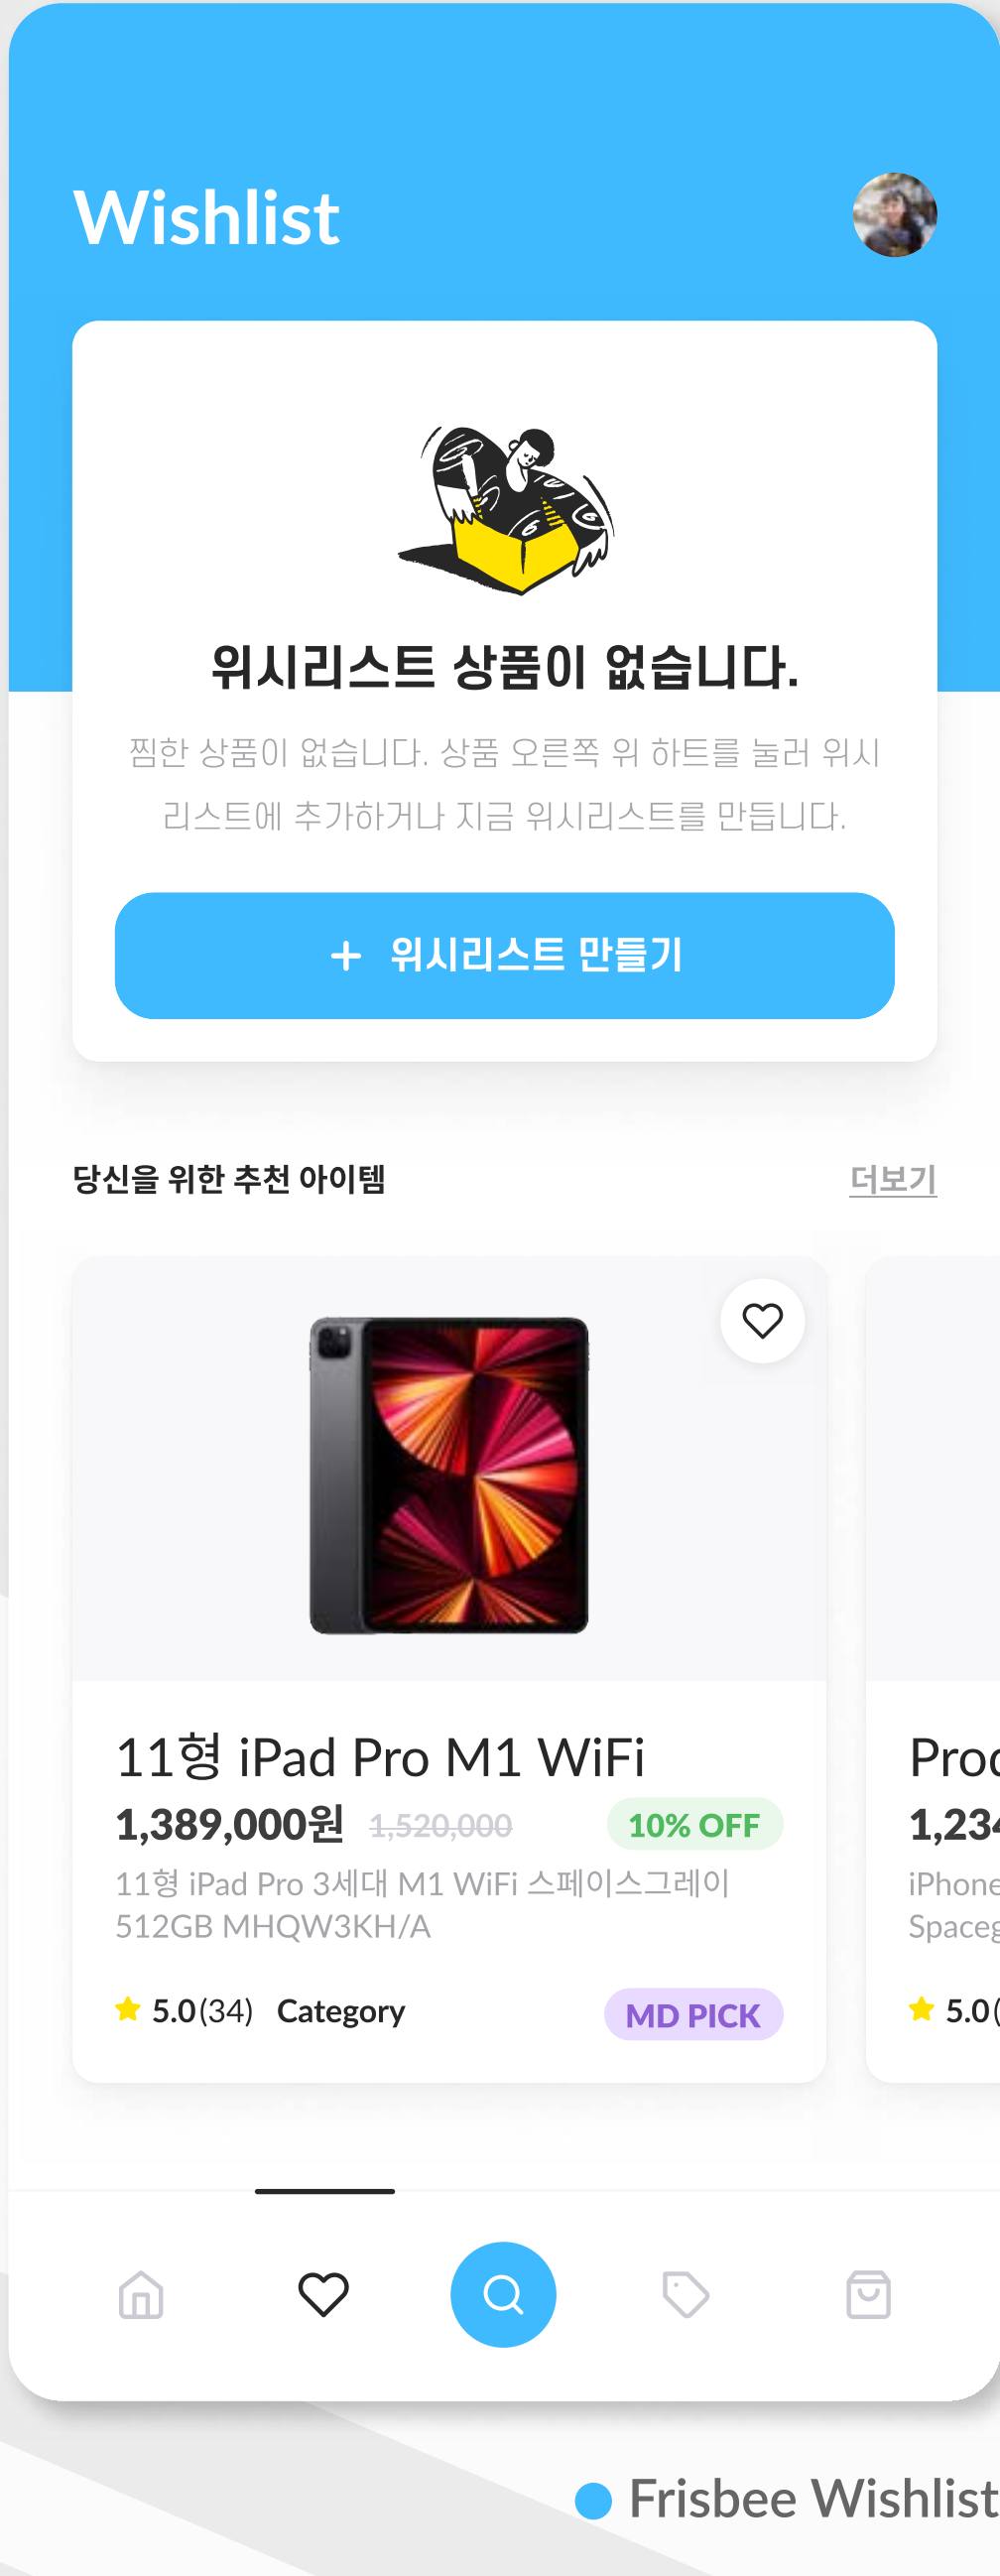 Wishlist
위시리스트 상품이 없습니다.
찜한 상품이 없습니다. 상품 오른쪽 위 하트를 눌러 위시
리스트에 추가하거나 지금 위시리스트를 만듭니다.
+ 위시리스트 만들기
당신을 위한 추천 아이템 더보기
11형 iPad Pro M1 WiFi
1,389,000원 1,520,000 10% OFF
11형 iPad Pro 3세대 M1 WiFi 스페이스그레이
512GB MHQW3KH/A
5.0(34) Category MD PICK
1,234
iPhone
5.0(
Frisbee Wishlist